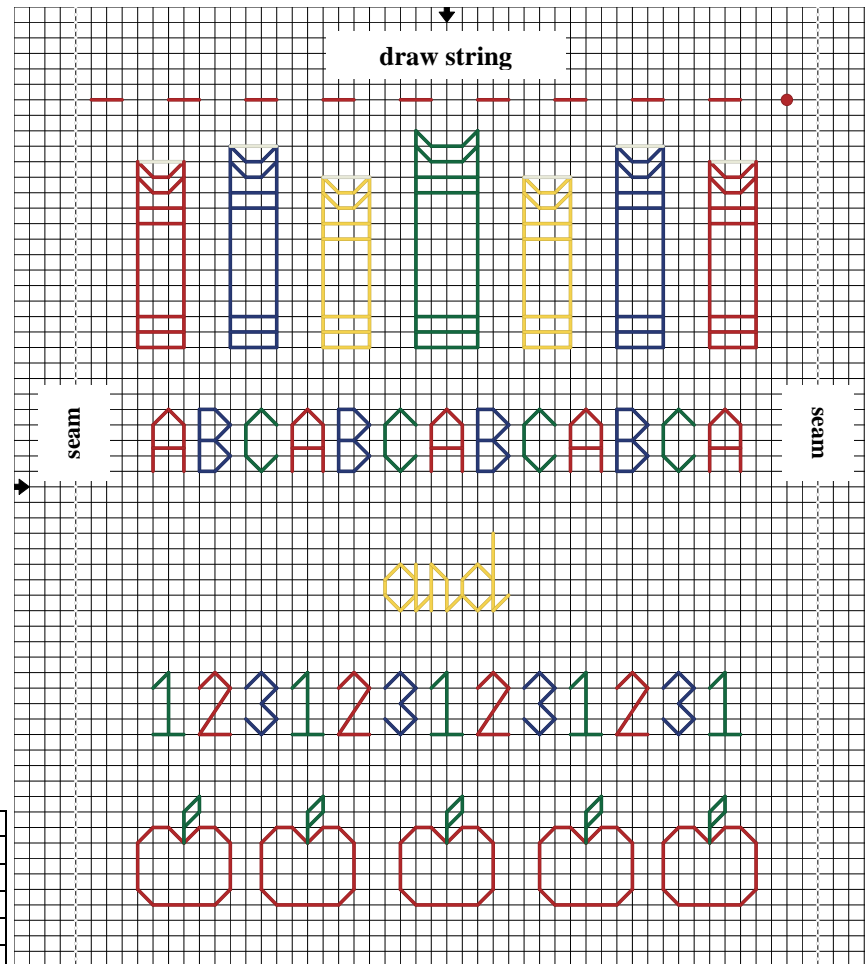 draw string
seam
seam
ABCABCABCABCA
and
1231231231231